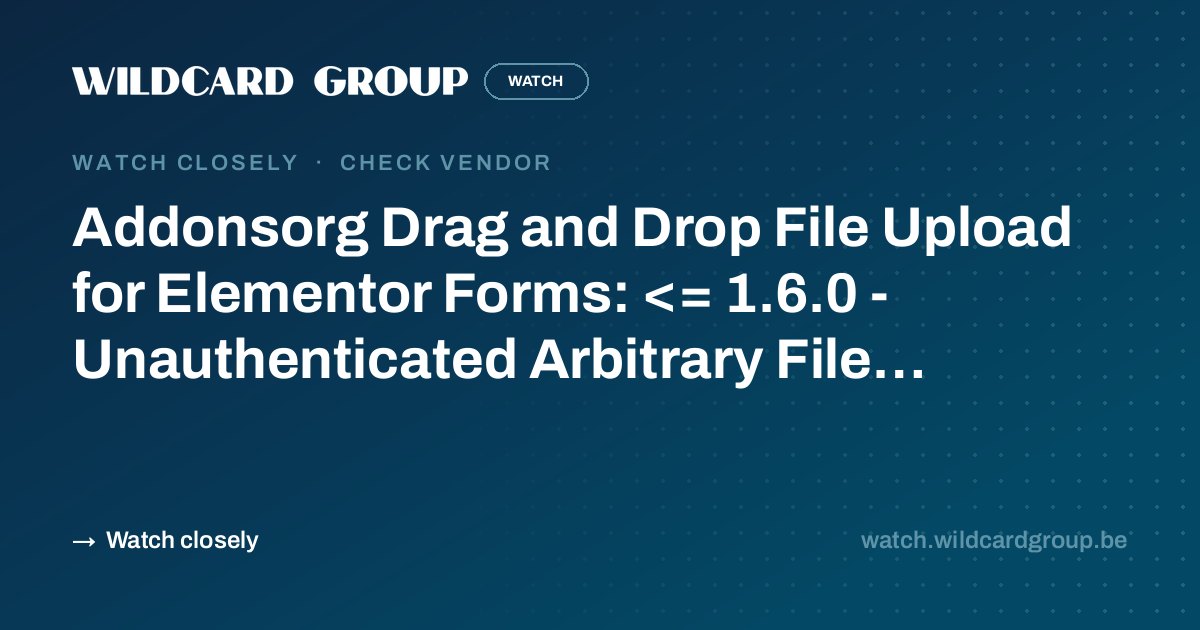 WILDCARD GROUP WATCH
WATCH CLOSELY · CHECK VENDOR
Addonsorg Drag and Drop File Upload
for Elementor Forms: <= 1.6.0 -
Unauthenticated Arbitrary File…
→ Watch closely
watch.wildcardgroup.be